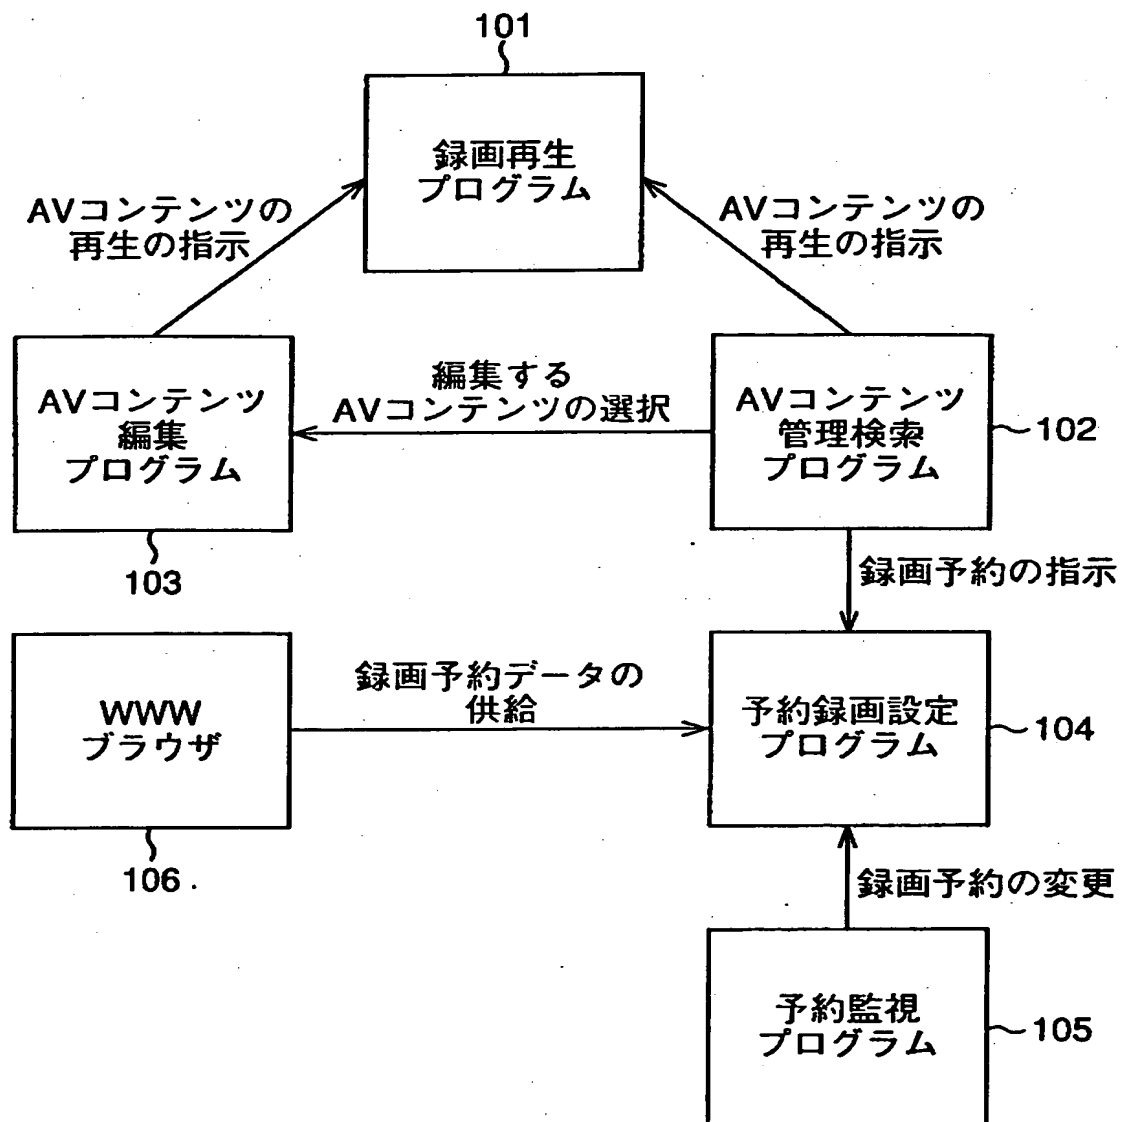 101
録画再生
プログラム
AVコンテンツの
再生の指示
AVコンテンツの
再生の指示
AVコンテンツ
編集
プログラム
103
編集する
AVコンテンツの選択
AVコンテンツ
管理検索
プログラム
102
録画予約の指示
WWW
ブラウザ
106
録画予約データの
供給
予約録画設定
プログラム
104
録画予約の変更
予約監視
プログラム
105